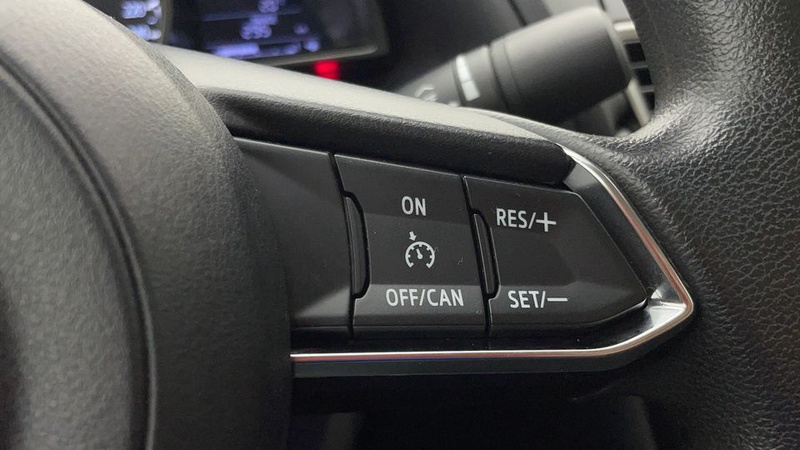 ON
RES/+
OFF/CAN
SET/—